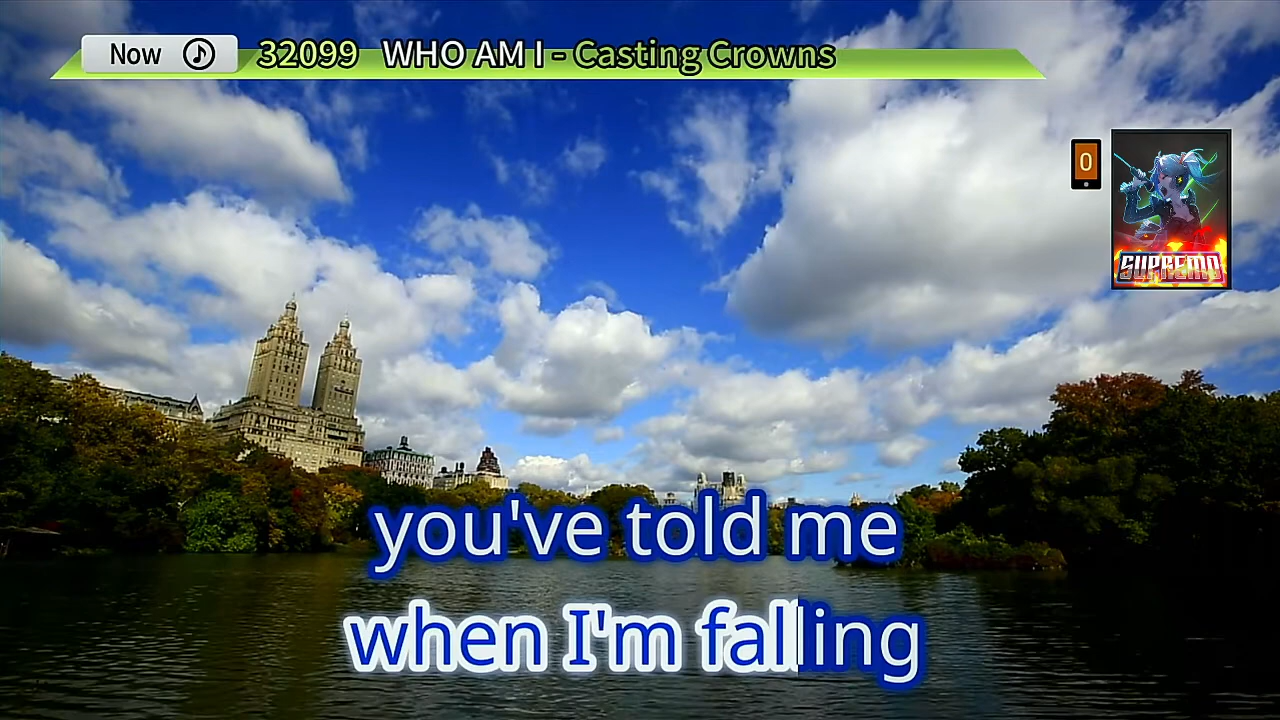 Now 32099 WHO AM I - Casting Crowns
0
SUPREMO
you've told me
when I'm falling